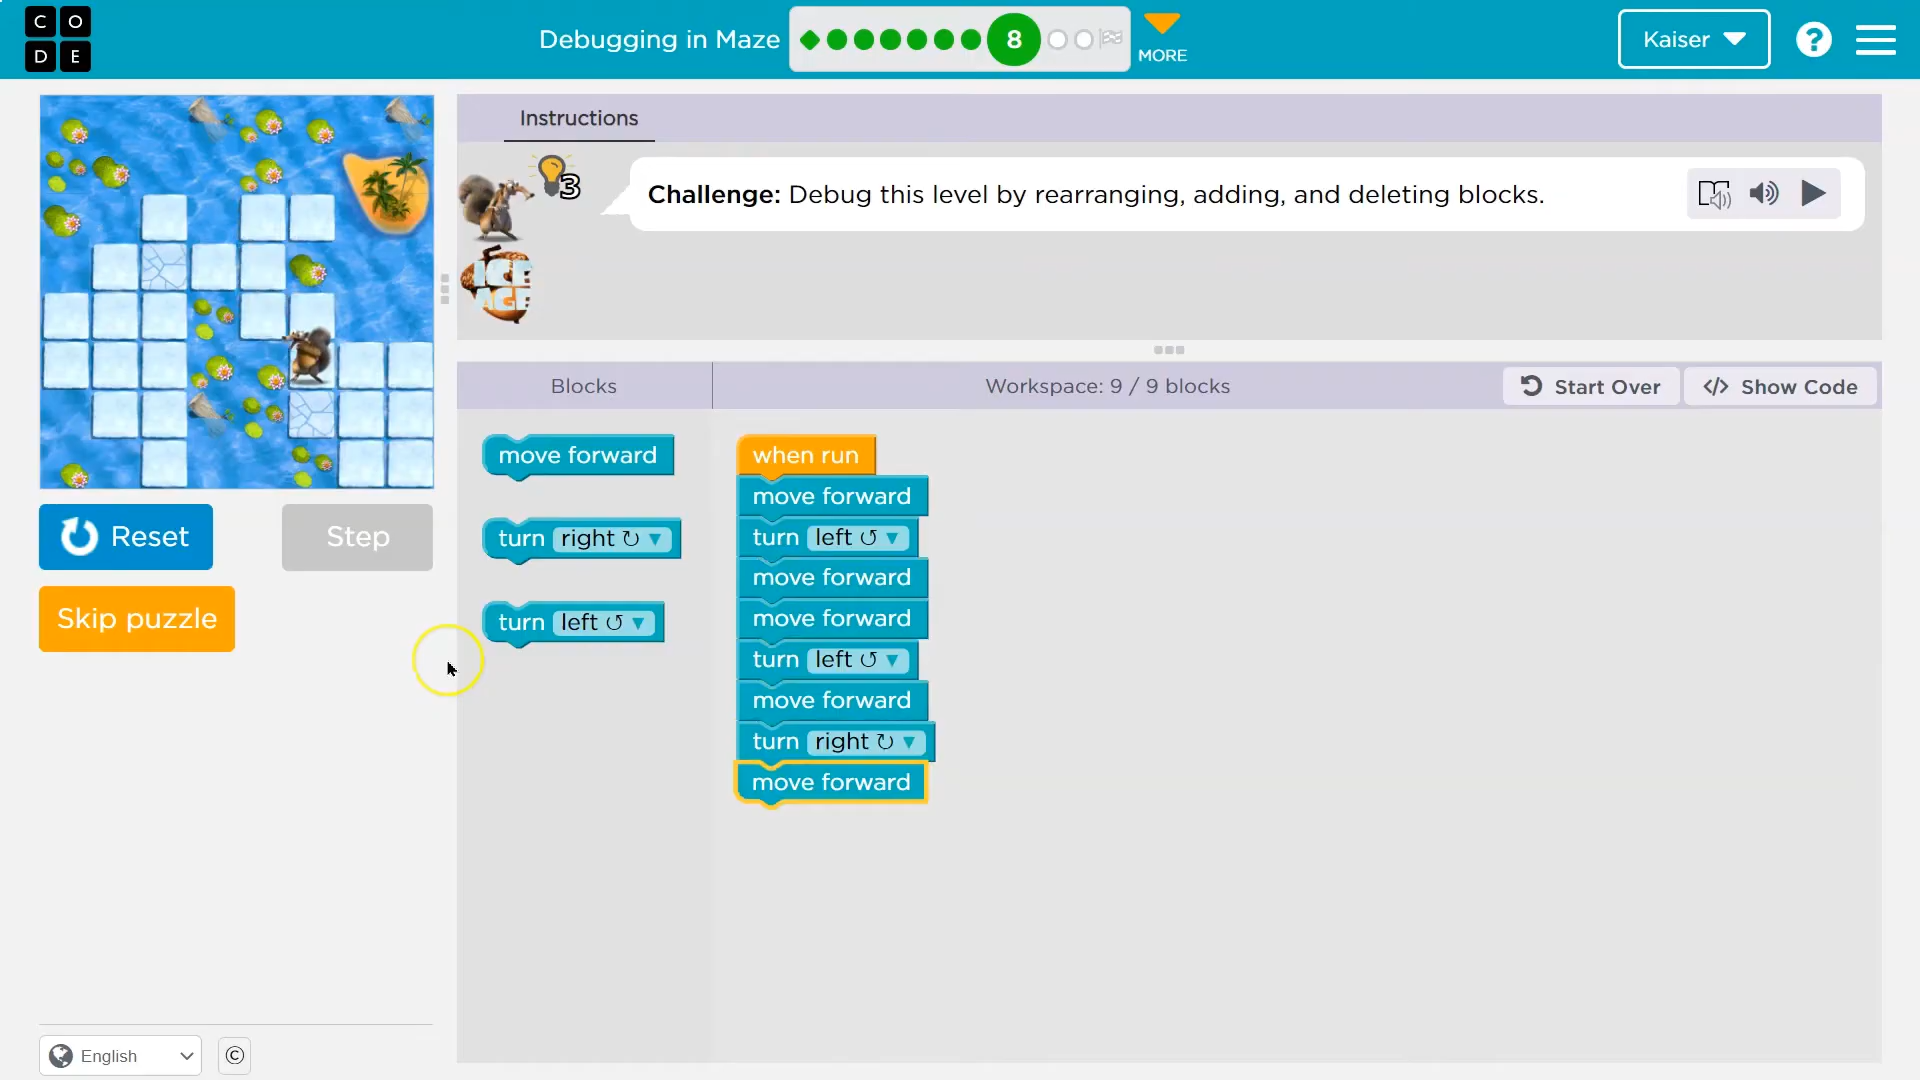 C O
D E
Debugging in Maze
8
MORE
Kaiser
?
Instructions
3
Challenge: Debug this level by rearranging, adding, and deleting blocks.
ICE
AGE
Blocks
Workspace: 9 / 9 blocks
Start Over
</> Show Code
Reset
Step
Skip puzzle
move forward
turn right ↻ ▼
turn left ↺ ▼
when run
move forward
turn left ↺ ▼
move forward
move forward
turn left ↺ ▼
move forward
turn right ↻ ▼
move forward
English
©